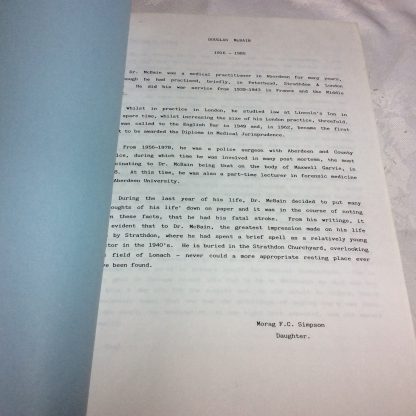 DOUGLAS McBAIN
1916 - 1986
Dr. McBain was a medical practitioner in Aberdeen for many years,
ough he had practised, briefly, in Peterhead, Strathdon & London
He did his war service from 1939-1943 in France and the Middle
Whilst in practice in London, he studied law at Lincoln's Inn in
spare time, whilst increasing the size of his London practice, threefold,
was called to the English Bar in 1949 and, in 1962, became the first
t to be awarded the Diploma in Medical Jurisprudence.
From 1956-1978, he was a police surgeon with Aberdeen and County
lice, during which time he was involved in many post mortems, the most
cinating to Dr. McBain being that on the body of Maxwell Garvie, in
8. At this time, he was also a part-time lecturer in forensic medicine
Aberdeen University.
During the last year of his life, Dr. McBain decided to put many
oughts of his life' down on paper and it was in the course of noting
n these facts, that he had his fatal stroke. From his writings, it
evident that to Dr. McBain, the greatest impression made on his life
by Strathdon, where he had spent a brief spell as a relatively young
tor in the 1940's. He is buried in the Strathdon Churchyard, overlooking
field of Lonach - never could a more appropriate resting place ever
ve been found.
Morag F.C. Simpson
Daughter.